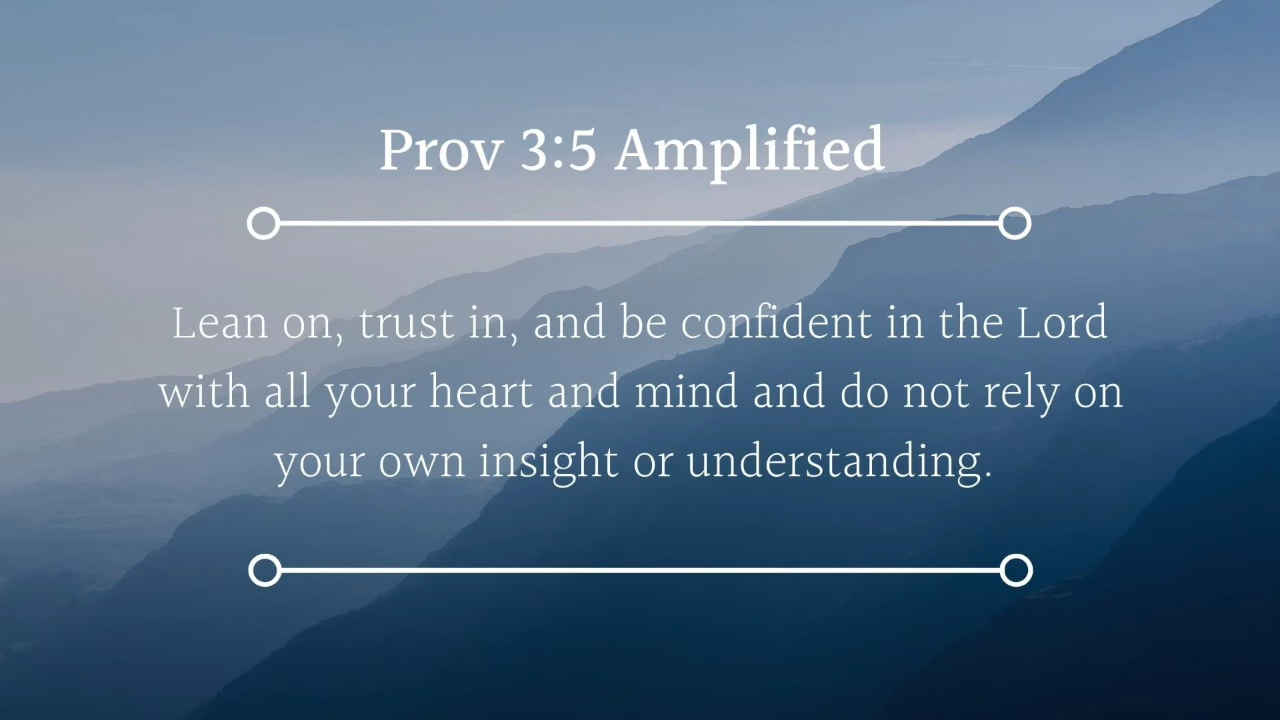 Prov 3:5 Amplified
Lean on, trust in, and be confident in the Lord
with all your heart and mind and do not rely on
your own insight or understanding.